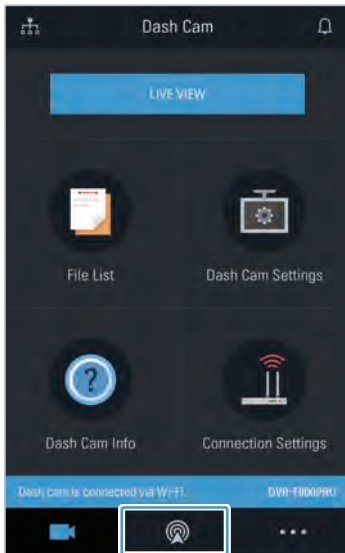 Dash Cam
LIVE VIEW
File List
Dash Cam Settings
?
Dash Cam Info
Connection Settings
Dash cam is connected via Wi-Fi.
DVR-F800PRO